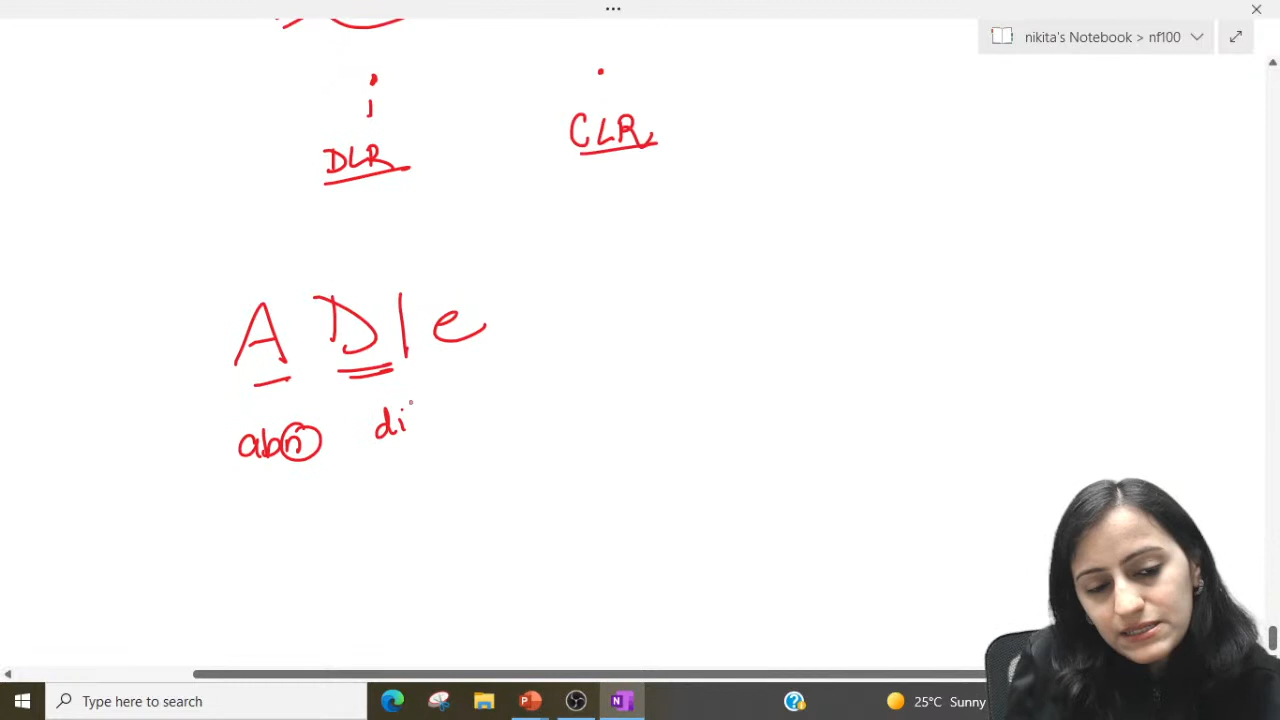 nikita's Notebook > nf100
DLR
CLR
A D/e
abn di
Type here to search
25°C Sunny